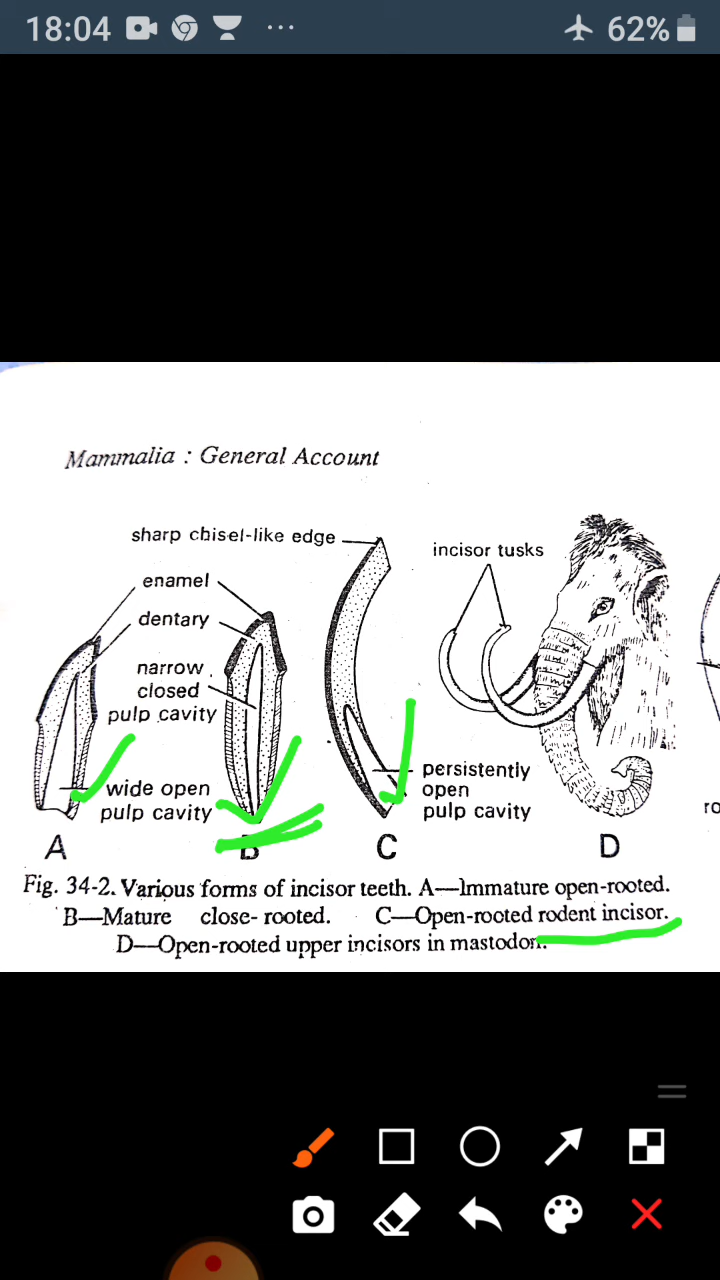 18:04
62%
Mammalia : General Account
sharp chisel-like edge
incisor tusks
enamel
dentary
narrow
closed
pulp cavity
wide open
pulp cavity
persistently
open
pulp cavity
ro
A
B
C
D
Fig. 34-2. Various forms of incisor teeth. A—Immature open-rooted.
B—Mature close- rooted. C—Open-rooted rodent incisor.
D—Open-rooted upper incisors in mastodon.